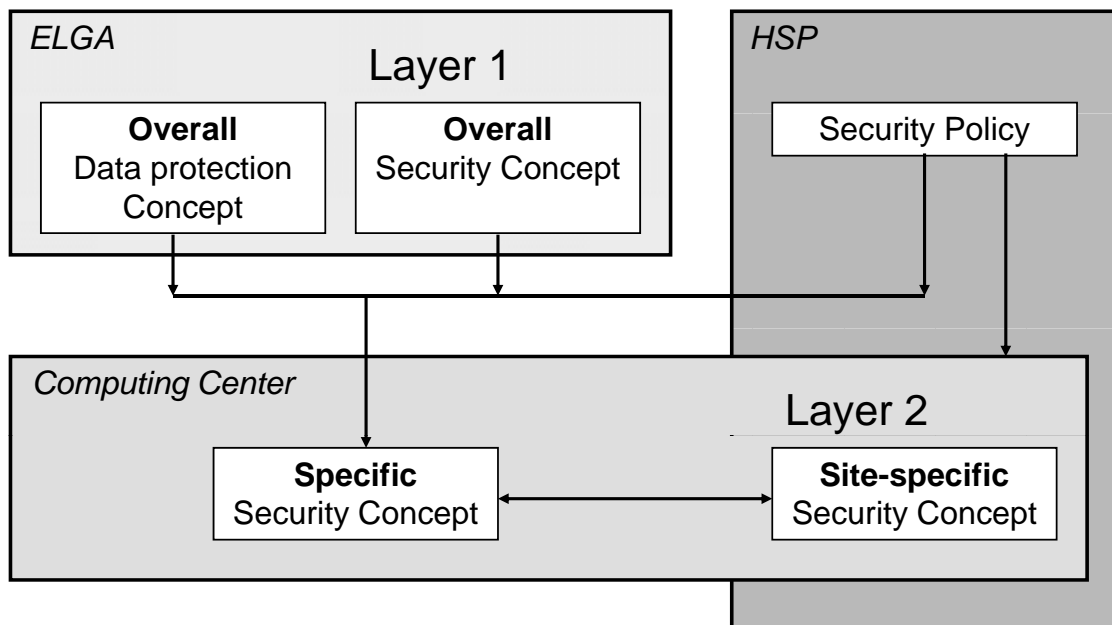 ELGA
Layer 1
Overall
Data protection
Concept
Overall
Security Concept
HSP
Security Policy
Computing Center
Layer 2
Specific
Security Concept
Site-specific
Security Concept